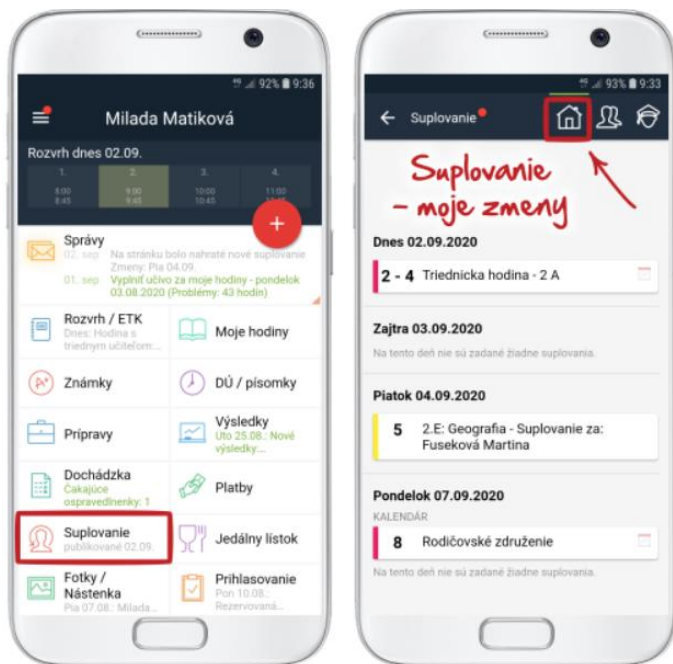 92% 9:36
Milada Matiková
Rozvrh dnes 02.09.
1. 2. 3. 4.
8:00 9:00 10:00 11:00
8:45 9:45 10:45
+
Správy
02. sep Na stránku bolo nahraté nové suplovanie
Zmeny: Pia 04.09.
01. sep Vyplniť učivo za moje hodiny - pondelok
03.08.2020 (Problémy: 43 hodín)
Rozvrh / ETK
Dnes: Hodina s
triednym učiteľom:...
Moje hodiny
Známky
DÚ / písomky
Prípravy
Výsledky
Uto 25.08.: Nové
výsledky:...
Dochádzka
Čakajúce
ospravedlnenky: 1
Platby
Suplovanie
publikované 02.09.
Jedálny lístok
Fotky /
Nástenka
Pia 07.08.: Milada...
Prihlasovanie
Pon 10.08.:
Rezervovaná...
93% 9:33
Suplovanie
Suplovanie
- moje zmeny
Dnes 02.09.2020
2 - 4 Triednicka hodina - 2 A
Zajtra 03.09.2020
Na tento deň nie sú zadané žiadne suplovania.
Piatok 04.09.2020
5 2.E: Geografia - Suplovanie za:
Fuseková Martina
Pondelok 07.09.2020
KALENDÁR
8 Rodičovské združenie
Na tento deň nie sú zadané žiadne suplovania.